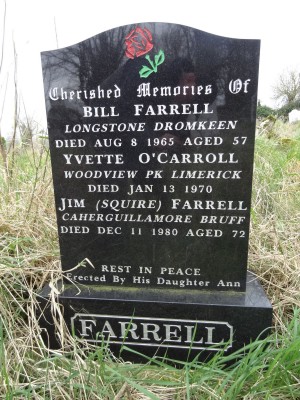 Cherished Memories Of
BILL FARRELL
LONGSTONE DROMKEEN
DIED AUG 8 1965 AGED 57
YVETTE O'CARROLL
WOODVIEW PK LIMERICK
DIED JAN 13 1970
JIM (SQUIRE) FARRELL
CAHERGUILLAMORE BRUFF
DIED DEC 11 1980 AGED 72
REST IN PEACE
Erected By His Daughter Ann
FARRELL